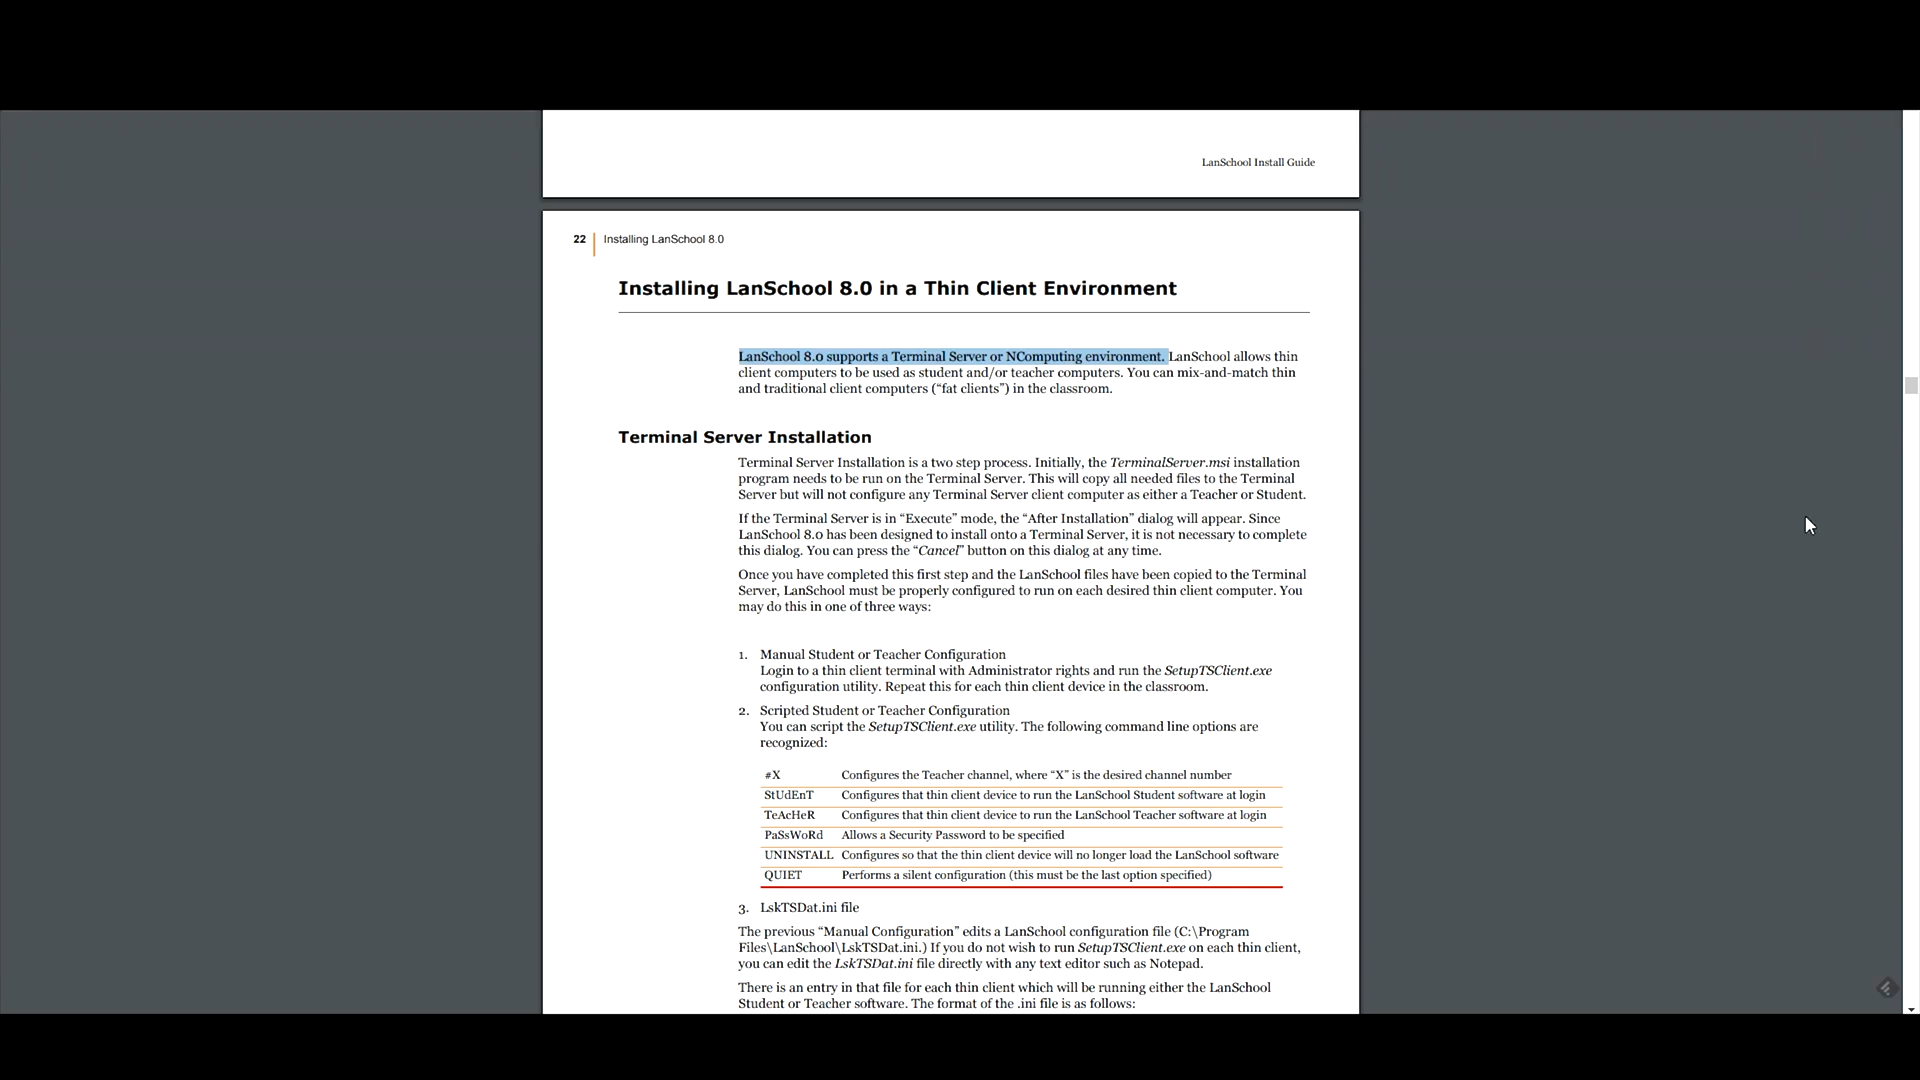 LanSchool Install Guide
22 Installing LanSchool 8.0
Installing LanSchool 8.0 in a Thin Client Environment
LanSchool 8.0 supports a Terminal Server or NComputing environment. LanSchool allows thin
client computers to be used as student and/or teacher computers. You can mix-and-match thin
and traditional client computers (“fat clients”) in the classroom.
Terminal Server Installation
Terminal Server Installation is a two step process. Initially, the TerminalServer.msi installation
program needs to be run on the Terminal Server. This will copy all needed files to the Terminal
Server but will not configure any Terminal Server client computer as either a Teacher or Student.
If the Terminal Server is in “Execute” mode, the “After Installation” dialog will appear. Since
LanSchool 8.0 has been designed to install onto a Terminal Server, it is not necessary to complete
this dialog. You can press the “Cancel” button on this dialog at any time.
Once you have completed this first step and the LanSchool files have been copied to the Terminal
Server, LanSchool must be properly configured to run on each desired thin client computer. You
may do this in one of three ways:
1. Manual Student or Teacher Configuration
Login to a thin client terminal with Administrator rights and run the SetupTSClient.exe
configuration utility. Repeat this for each thin client device in the classroom.
2. Scripted Student or Teacher Configuration
You can script the SetupTSClient.exe utility. The following command line options are
recognized:
#X Configures the Teacher channel, where “X” is the desired channel number
StUdEnT Configures that thin client device to run the LanSchool Student software at login
TeAcHeR Configures that thin client device to run the LanSchool Teacher software at login
PaSsWoRd Allows a Security Password to be specified
UNINSTALL Configures so that the thin client device will no longer load the LanSchool software
QUIET Performs a silent configuration (this must be the last option specified)
3. LskTSDat.ini file
The previous “Manual Configuration” edits a LanSchool configuration file (C:\Program
Files\LanSchool\LskTSDat.ini.) If you do not wish to run SetupTSClient.exe on each thin client,
you can edit the LskTSDat.ini file directly with any text editor such as Notepad.
There is an entry in that file for each thin client which will be running either the LanSchool
Student or Teacher software. The format of the .ini file is as follows: